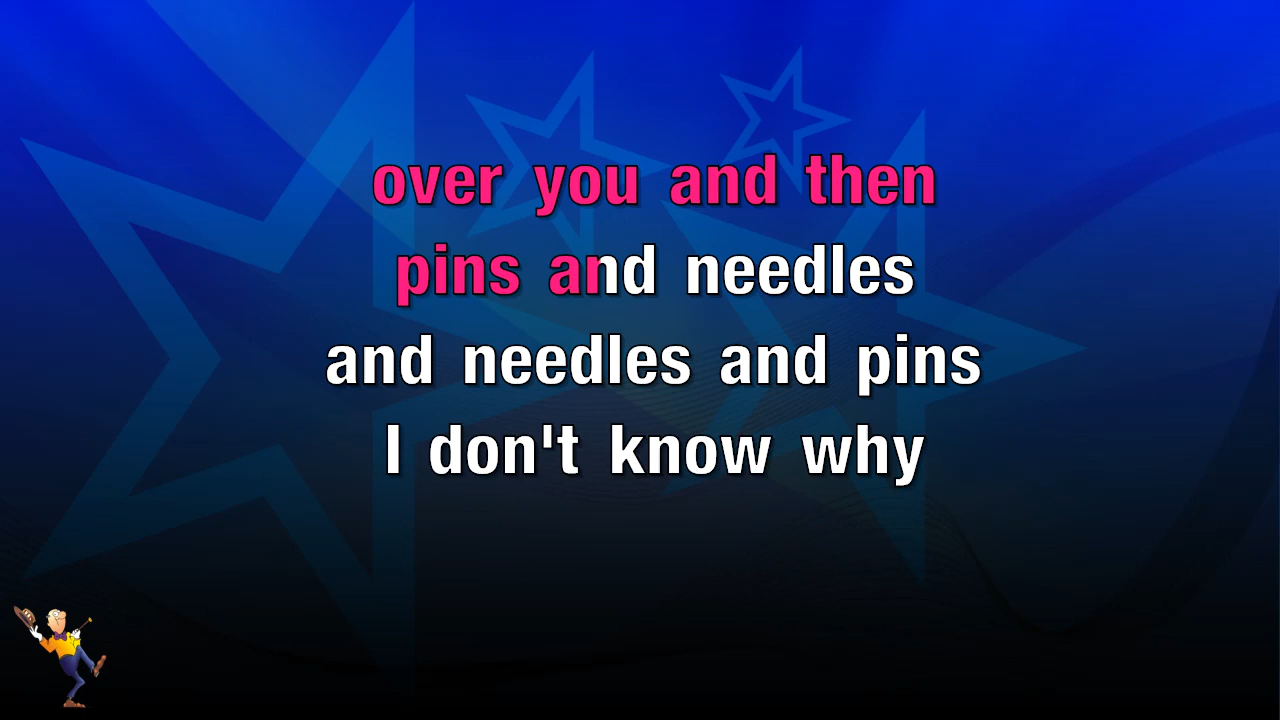 over you and then
pins and needles
and needles and pins
I don't know why